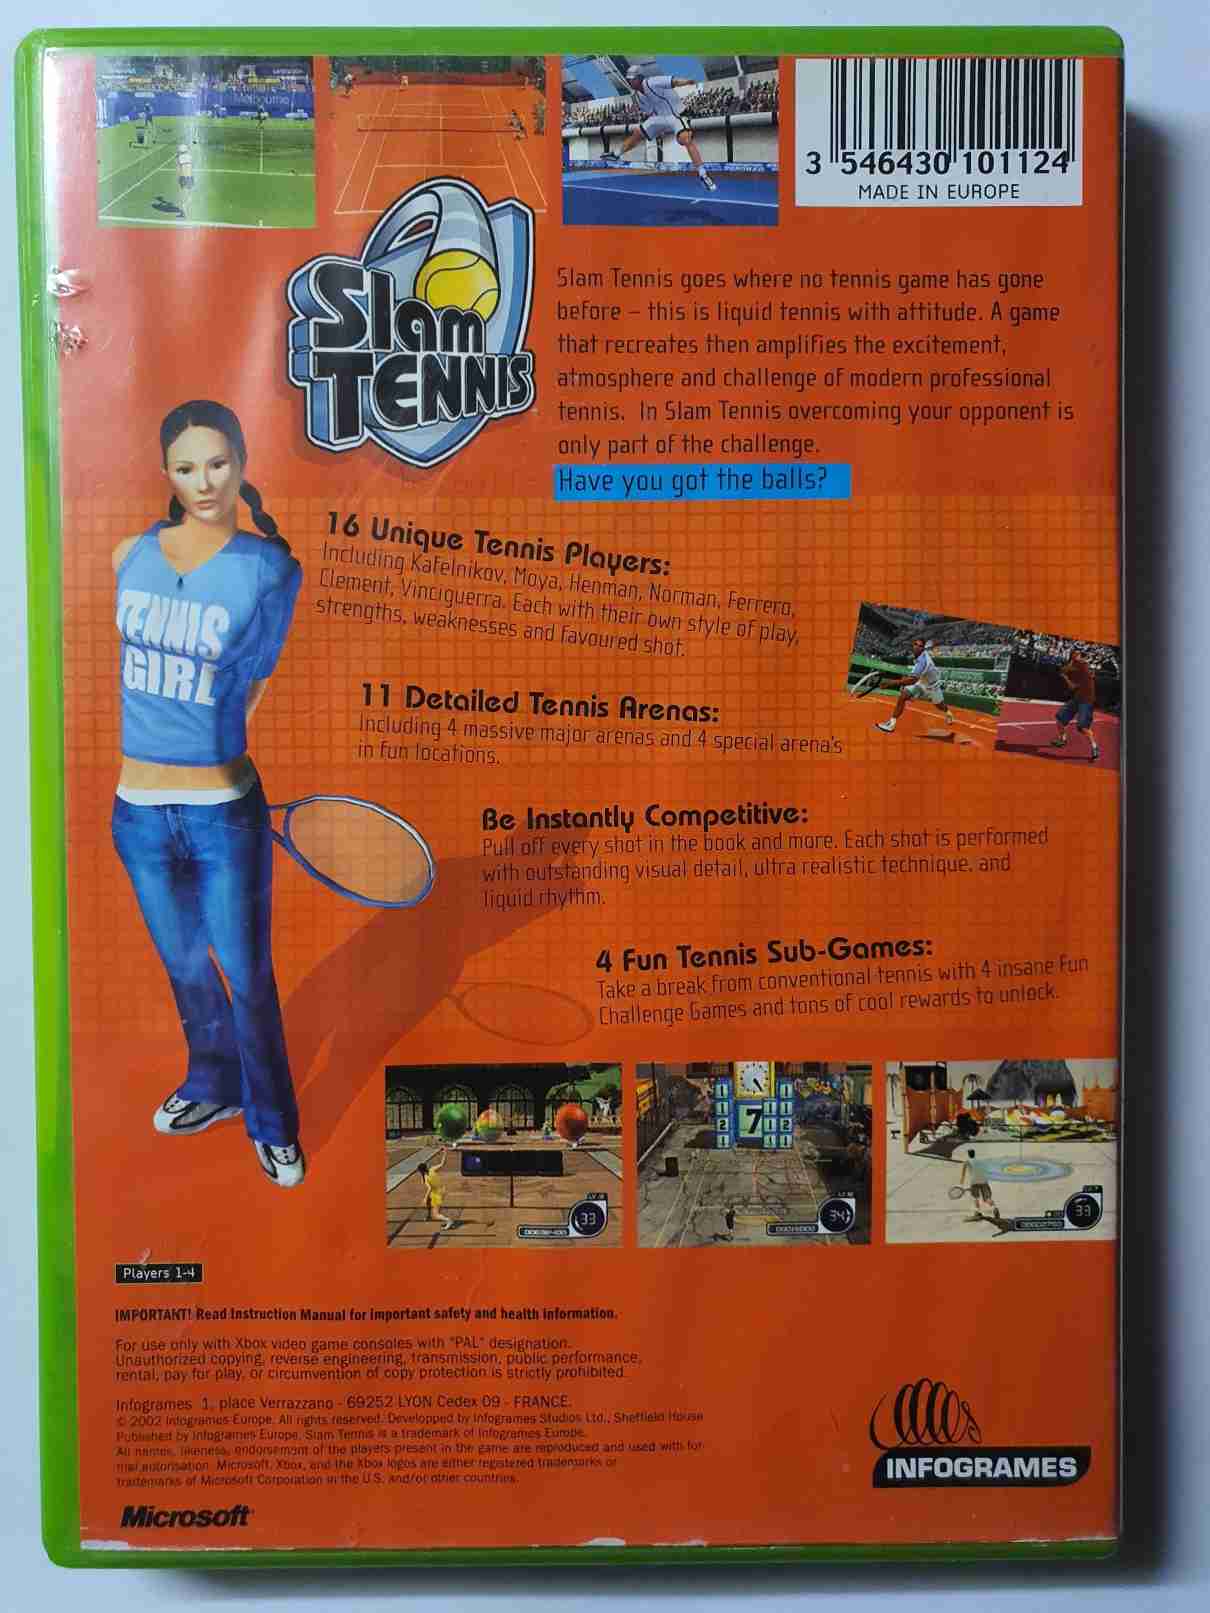 Melbourne
3 546430 101124
MADE IN EUROPE
Slam
TENNIS
Slam Tennis goes where no tennis game has gone
before – this is liquid tennis with attitude. A game
that recreates then amplifies the excitement,
atmosphere and challenge of modern professional
tennis. In Slam Tennis overcoming your opponent is
only part of the challenge.
Have you got the balls?
16 Unique Tennis Players:
Including Kafelnikov, Moya, Henman, Norman, Ferrero,
Clement, Vinciguerra. Each with their own style of play,
strengths, weaknesses and favoured shot.
TENNIS
GIRL
11 Detailed Tennis Arenas:
Including 4 massive major arenas and 4 special arena's
in fun locations.
Be Instantly Competitive:
Pull off every shot in the book and more. Each shot is performed
with outstanding visual detail, ultra realistic technique, and
liquid rhythm.
4 Fun Tennis Sub-Games:
Take a break from conventional tennis with 4 insane Fun
Challenge Games and tons of cool rewards to unlock.
7
33
34
33
Players 1-4
IMPORTANT! Read Instruction Manual for important safety and health information.
For use only with Xbox video game consoles with "PAL" designation.
Unauthorized copying, reverse engineering, transmission, public performance,
rental, pay for play, or circumvention of copy protection is strictly prohibited.
Infogrames 1, place Verrazzano - 69252 LYON Cedex 09 - FRANCE.
© 2002 Infogrames Europe. All rights reserved. Developped by Infogrames Studios Ltd., Sheffield House
Published by Infogrames Europe. Slam Tennis is a trademark of Infogrames Europe.
All names, likeness, endorsement of the players present in the game are reproduced and used with for-
mal autorisation. Microsoft, Xbox, and the Xbox logos are either registered trademarks or
trademarks of Microsoft Corporation in the U.S. and/or other countries.
Microsoft
INFOGRAMES